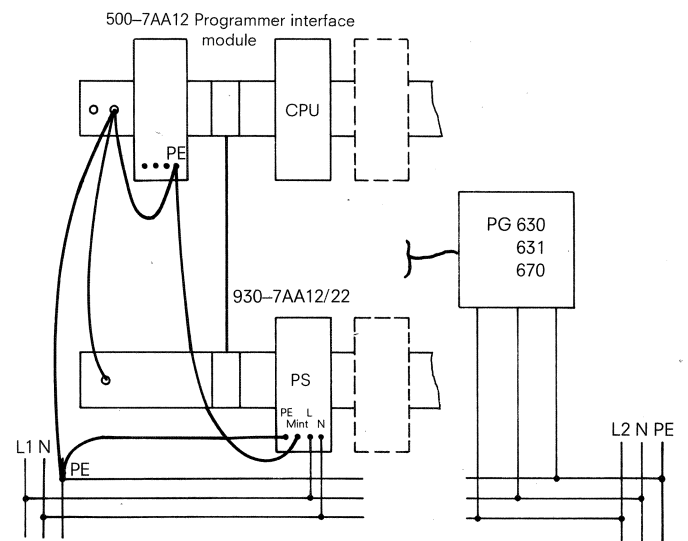 500–7AA12 Programmer interface
module
CPU
PE
PG 630
631
670
930–7AA12/22
PS
PE L
Mint N
L1 N
PE
L2 N PE